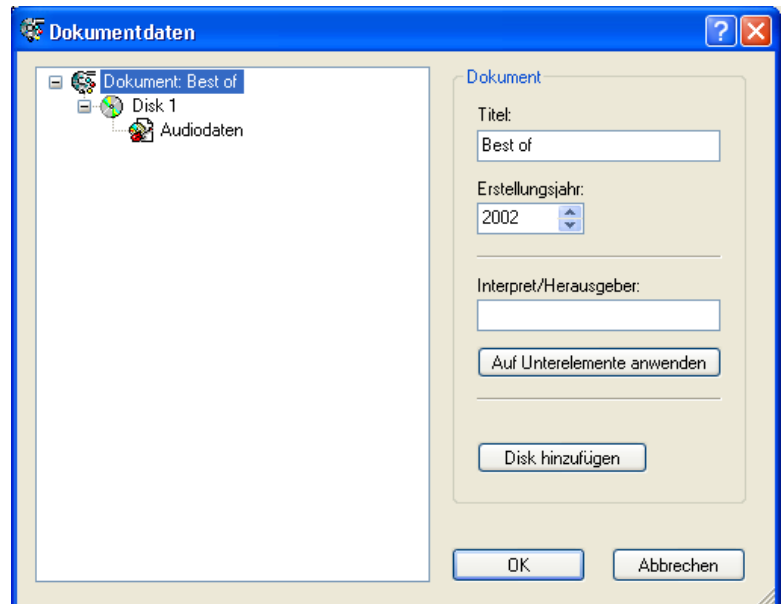 Dokumentdaten
Dokument: Best of
Disk 1
Audiodaten
Dokument
Titel:
Best of
Erstellungsjahr:
2002
Interpret/Herausgeber:
Auf Unterelemente anwenden
Disk hinzufügen
OK
Abbrechen